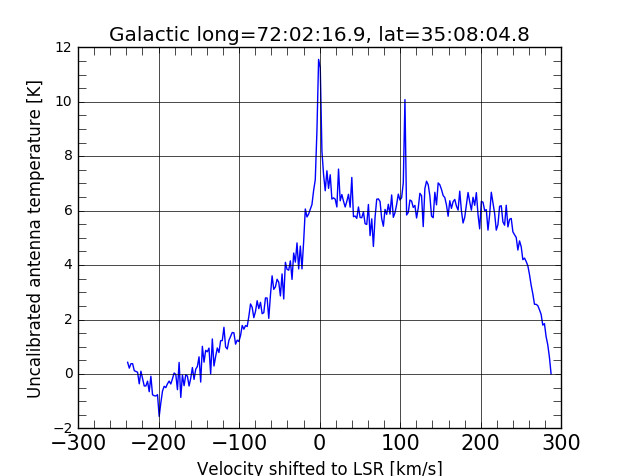 Galactic long=72:02:16.9, lat=35:08:04.8
12
10
8
6
4
2
0
−2
Uncalibrated antenna temperature [K]
−300 −200 −100 0 100 200 300
Velocity shifted to LSR [km/s]